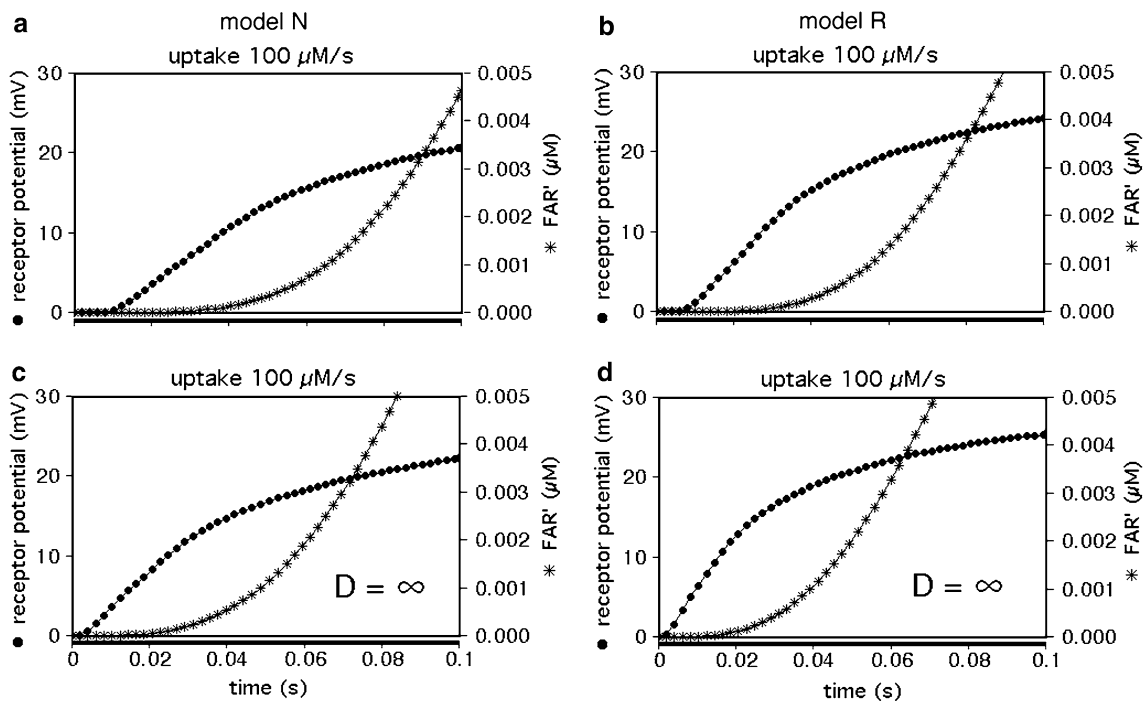 a
model N
uptake 100 µM/s
● receptor potential (mV)
30
20
10
0
0.005
0.004
0.003
0.002
0.001
0.000
✳ FAR' (µM)
b
model R
uptake 100 µM/s
● receptor potential (mV)
30
20
10
0
0.005
0.004
0.003
0.002
0.001
0.000
✳ FAR' (µM)
c
uptake 100 µM/s
● receptor potential (mV)
30
20
10
0
0.005
0.004
0.003
0.002
0.001
0.000
✳ FAR' (µM)
D = ∞
0 0.02 0.04 0.06 0.08 0.1
time (s)
d
uptake 100 µM/s
● receptor potential (mV)
30
20
10
0
0.005
0.004
0.003
0.002
0.001
0.000
✳ FAR' (µM)
D = ∞
0 0.02 0.04 0.06 0.08 0.1
time (s)